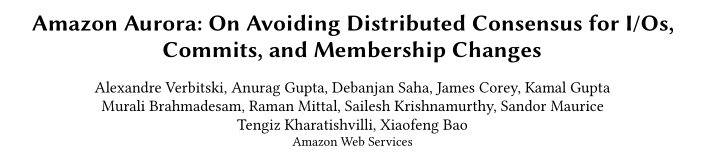 Amazon Aurora: On Avoiding Distributed Consensus for I/Os,
Commits, and Membership Changes
Alexandre Verbitski, Anurag Gupta, Debanjan Saha, James Corey, Kamal Gupta
Murali Brahmadesam, Raman Mittal, Sailesh Krishnamurthy, Sandor Maurice
Tengiz Kharatishvilli, Xiaofeng Bao
Amazon Web Services